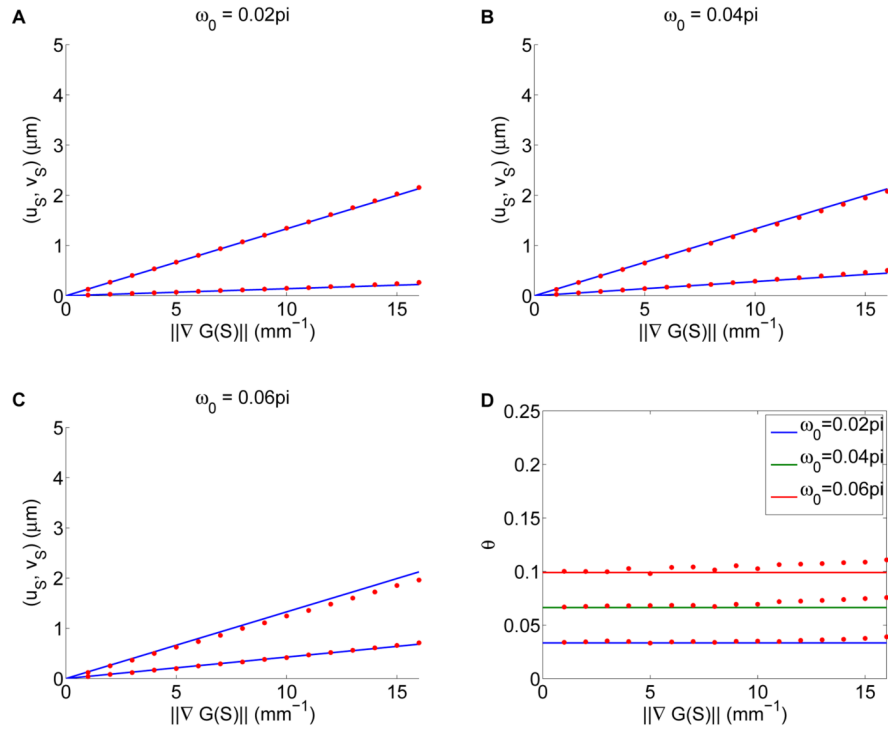 A
ω0 = 0.02pi
(uS, vS) (μm)
5
4
3
2
1
0
0 5 10 15
||∇ G(S)|| (mm−1)
B
ω0 = 0.04pi
(uS, vS) (μm)
5
4
3
2
1
0
0 5 10 15
||∇ G(S)|| (mm−1)
C
ω0 = 0.06pi
(uS, vS) (μm)
5
4
3
2
1
0
0 5 10 15
||∇ G(S)|| (mm−1)
D
θ
0.25
0.2
0.15
0.1
0.05
0
0 5 10 15
||∇ G(S)|| (mm−1)
ω0=0.02pi
ω0=0.04pi
ω0=0.06pi